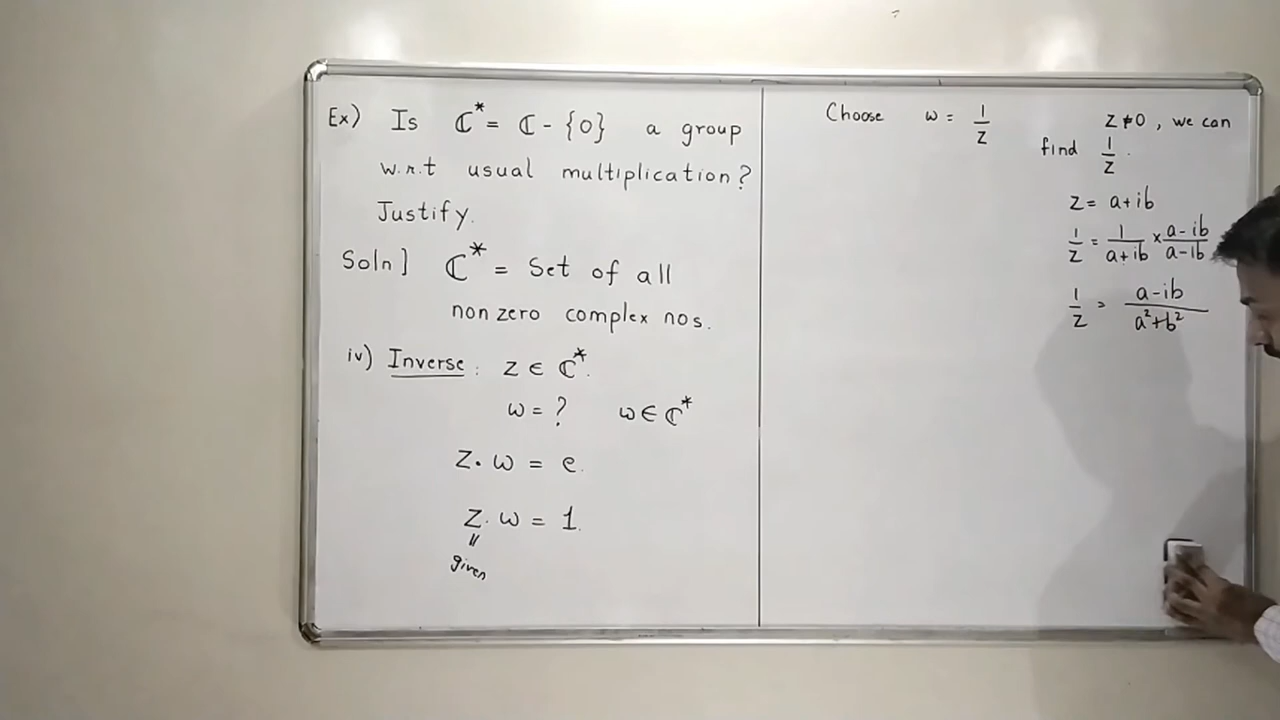 Ex) Is ℂ* = ℂ - {0} a group
w.r.t usual multiplication?
Justify.
Soln] ℂ* = Set of all
non zero complex nos.
iv) Inverse : z ∈ ℂ*.
ω = ? ω ∈ ℂ*
z · ω = e.
z · ω = 1.
||
given
Choose ω = 1/z
z ≠ 0, we can
find 1/z.
z = a+ib
1/z = 1/(a+ib) × (a-ib)/(a-ib)
1/z = (a-ib)/(a²+b²)